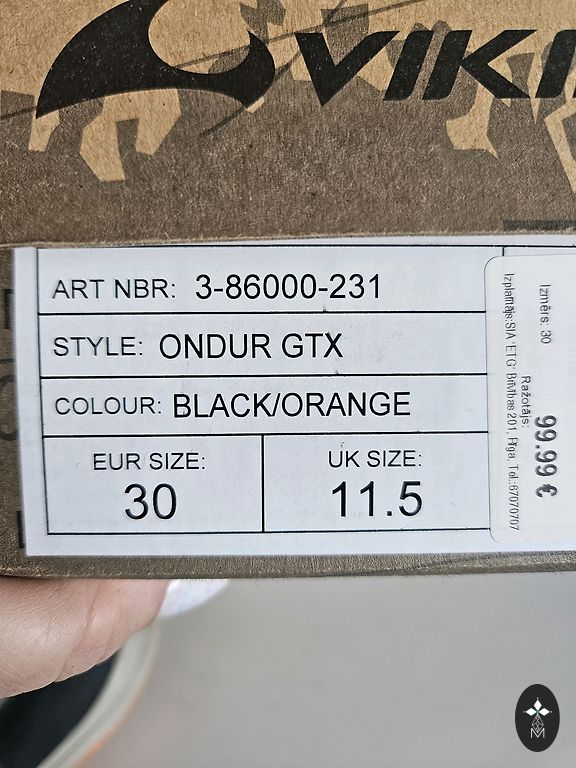 VIKI
ART NBR: 3-86000-231
STYLE: ONDUR GTX
COLOUR: BLACK/ORANGE
EUR SIZE: 30
UK SIZE: 11.5
Izmērs: 30
99.99 €
Ražotājs:
Izplatītājs:SIA "ETG" Brīvības 201, Rīga, Tel.:67070707
M